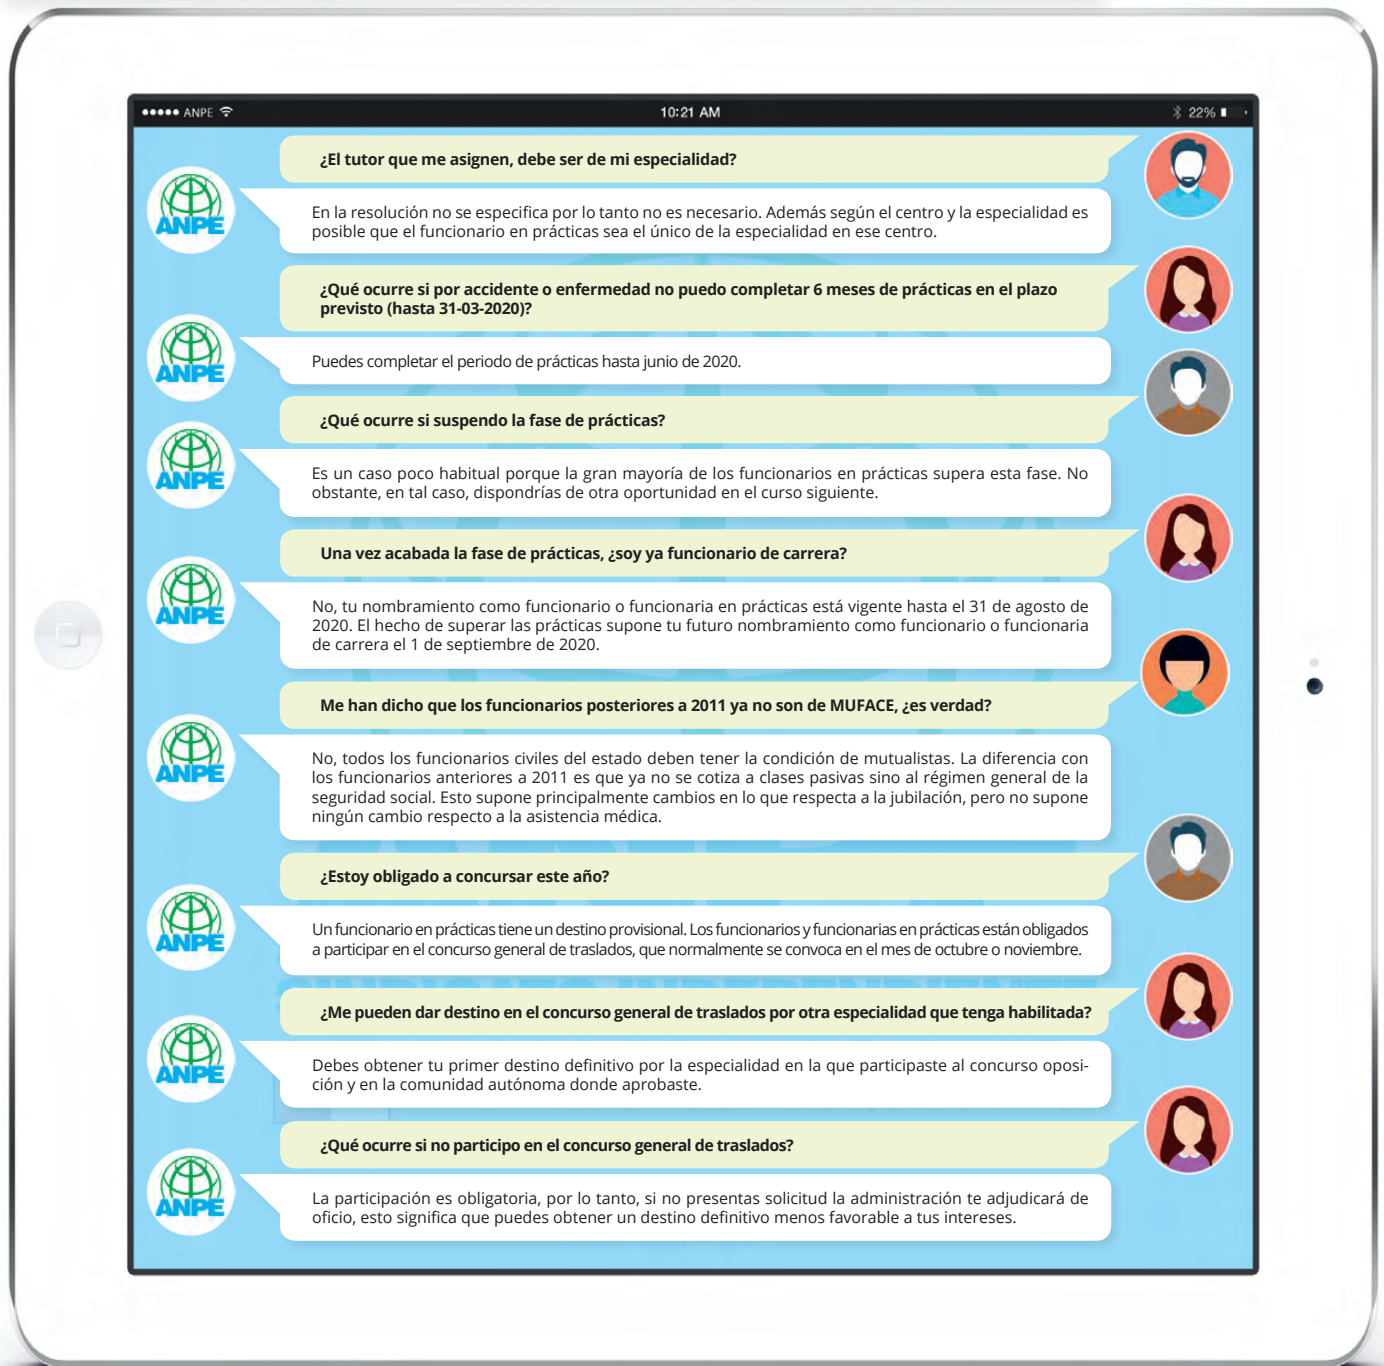 ANPE
10:21 AM
22%
¿El tutor que me asignen, debe ser de mi especialidad?
ANPE
En la resolución no se especifica por lo tanto no es necesario. Además según el centro y la especialidad es
posible que el funcionario en prácticas sea el único de la especialidad en ese centro.
¿Qué ocurre si por accidente o enfermedad no puedo completar 6 meses de prácticas en el plazo
previsto (hasta 31-03-2020)?
ANPE
Puedes completar el periodo de prácticas hasta junio de 2020.
¿Qué ocurre si suspendo la fase de prácticas?
ANPE
Es un caso poco habitual porque la gran mayoría de los funcionarios en prácticas supera esta fase. No
obstante, en tal caso, dispondrías de otra oportunidad en el curso siguiente.
Una vez acabada la fase de prácticas, ¿soy ya funcionario de carrera?
ANPE
No, tu nombramiento como funcionario o funcionaria en prácticas está vigente hasta el 31 de agosto de
2020. El hecho de superar las prácticas supone tu futuro nombramiento como funcionario o funcionaria
de carrera el 1 de septiembre de 2020.
Me han dicho que los funcionarios posteriores a 2011 ya no son de MUFACE, ¿es verdad?
ANPE
No, todos los funcionarios civiles del estado deben tener la condición de mutualistas. La diferencia con
los funcionarios anteriores a 2011 es que ya no se cotiza a clases pasivas sino al régimen general de la
seguridad social. Esto supone principalmente cambios en lo que respecta a la jubilación, pero no supone
ningún cambio respecto a la asistencia médica.
¿Estoy obligado a concursar este año?
ANPE
Un funcionario en prácticas tiene un destino provisional. Los funcionarios y funcionarias en prácticas están obligados
a participar en el concurso general de traslados, que normalmente se convoca en el mes de octubre o noviembre.
¿Me pueden dar destino en el concurso general de traslados por otra especialidad que tenga habilitada?
ANPE
Debes obtener tu primer destino definitivo por la especialidad en la que participaste al concurso oposi-
ción y en la comunidad autónoma donde aprobaste.
¿Qué ocurre si no participo en el concurso general de traslados?
ANPE
La participación es obligatoria, por lo tanto, si no presentas solicitud la administración te adjudicará de
oficio, esto significa que puedes obtener un destino definitivo menos favorable a tus intereses.